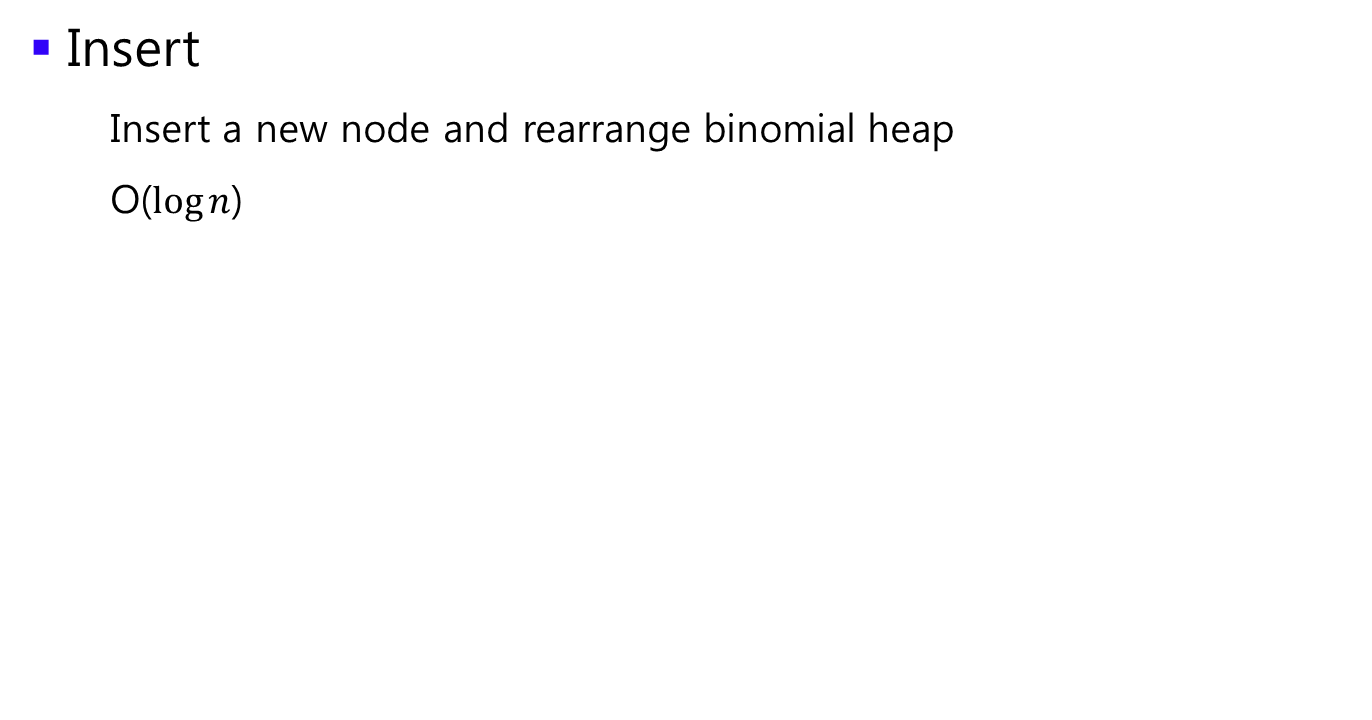 ▪ Insert
Insert a new node and rearrange binomial heap
O(log n)